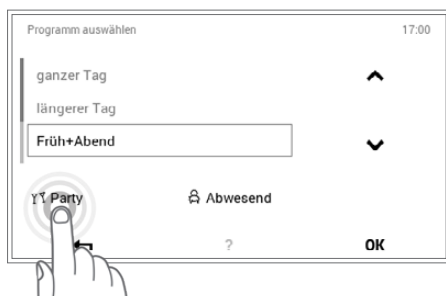 Programm auswählen 17:00
ganzer Tag
längerer Tag
Früh+Abend
Party Abwesend
? OK